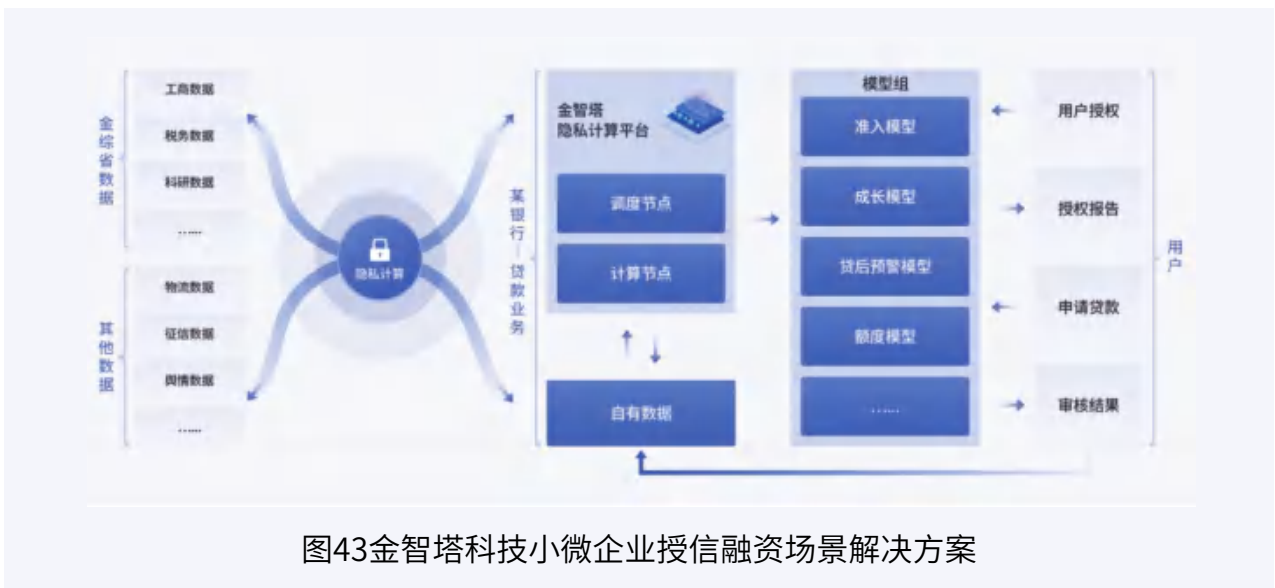 金综省数据
工商数据
税务数据
科研数据
……
其他数据
物流数据
征信数据
舆情数据
……
隐私计算
某银行—贷款业务
金智塔
隐私计算平台
调度节点
计算节点
自有数据
模型组
准入模型
成长模型
贷后预警模型
额度模型
……
用户授权
授权报告
申请贷款
审核结果
用户
图43金智塔科技小微企业授信融资场景解决方案